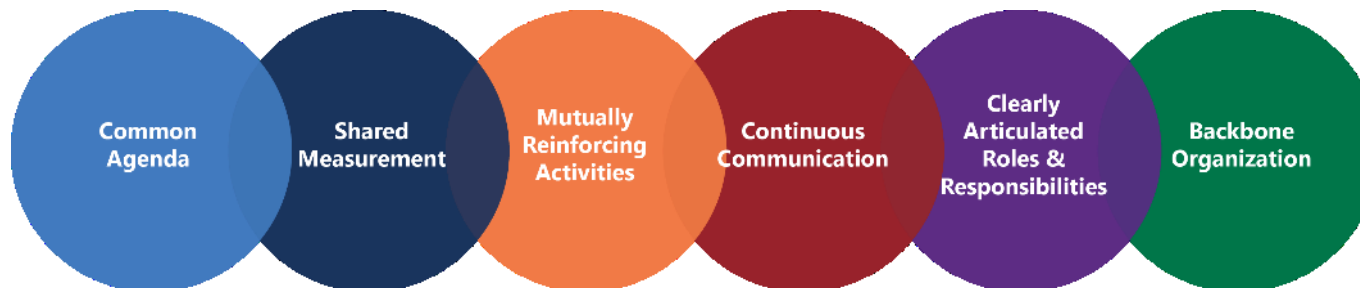 Common
Agenda
Shared
Measurement
Mutually
Reinforcing
Activities
Continuous
Communication
Clearly
Articulated
Roles &
Responsibilities
Backbone
Organization